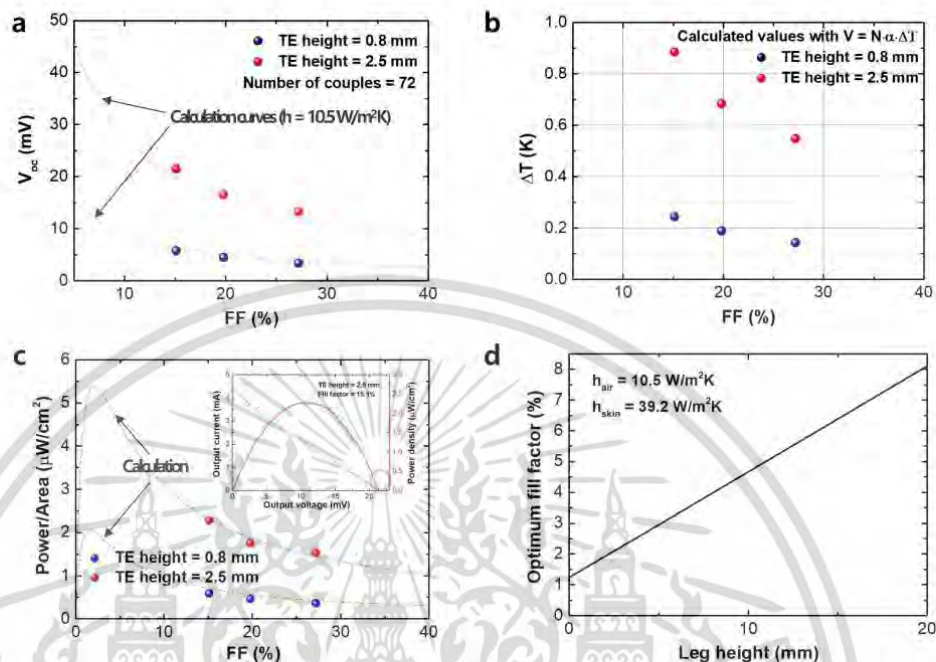 a
50
40
30
20
10
0
V_oc (mV)
TE height = 0.8 mm
TE height = 2.5 mm
Number of couples = 72
Calculation curves (h = 10.5 W/m²K)
10
20
30
40
FF (%)
b
1.0
0.8
0.6
0.4
0.2
0.0
ΔT (K)
Calculated values with V = N·α·ΔT
TE height = 0.8 mm
TE height = 2.5 mm
10
20
30
40
FF (%)
c
6
5
4
3
2
1
0
Power/Area (μW/cm²)
Calculation
TE height = 0.8 mm
TE height = 2.5 mm
0
10
20
30
40
FF (%)
TE height = 2.5 mm
Fill factor = 15.1%
Output current (mA)
Power density (μW/cm²)
0
5
10
15
20
Output voltage (mV)
d
8
7
6
5
4
3
2
1
0
Optimum fill factor (%)
h_air = 10.5 W/m²K
h_skin = 39.2 W/m²K
0
10
20
Leg height (mm)